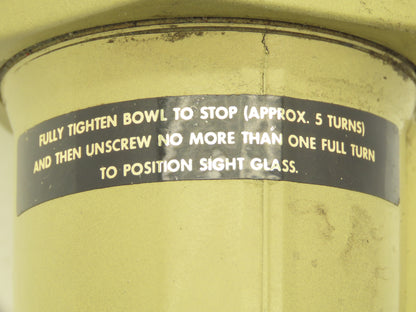 FULLY TIGHTEN BOWL TO STOP (APPROX. 5 TURNS)
AND THEN UNSCREW NO MORE THAN ONE FULL TURN
TO POSITION SIGHT GLASS.